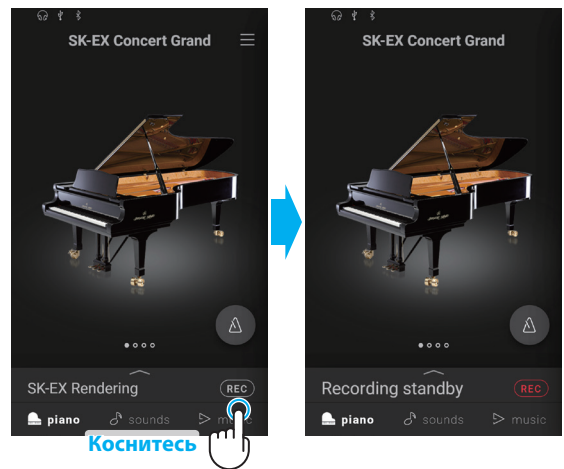 SK-EX Concert Grand
SK-EX Rendering
REC
piano
sounds
music
Коснитесь
SK-EX Concert Grand
Recording standby
REC
piano
sounds
music